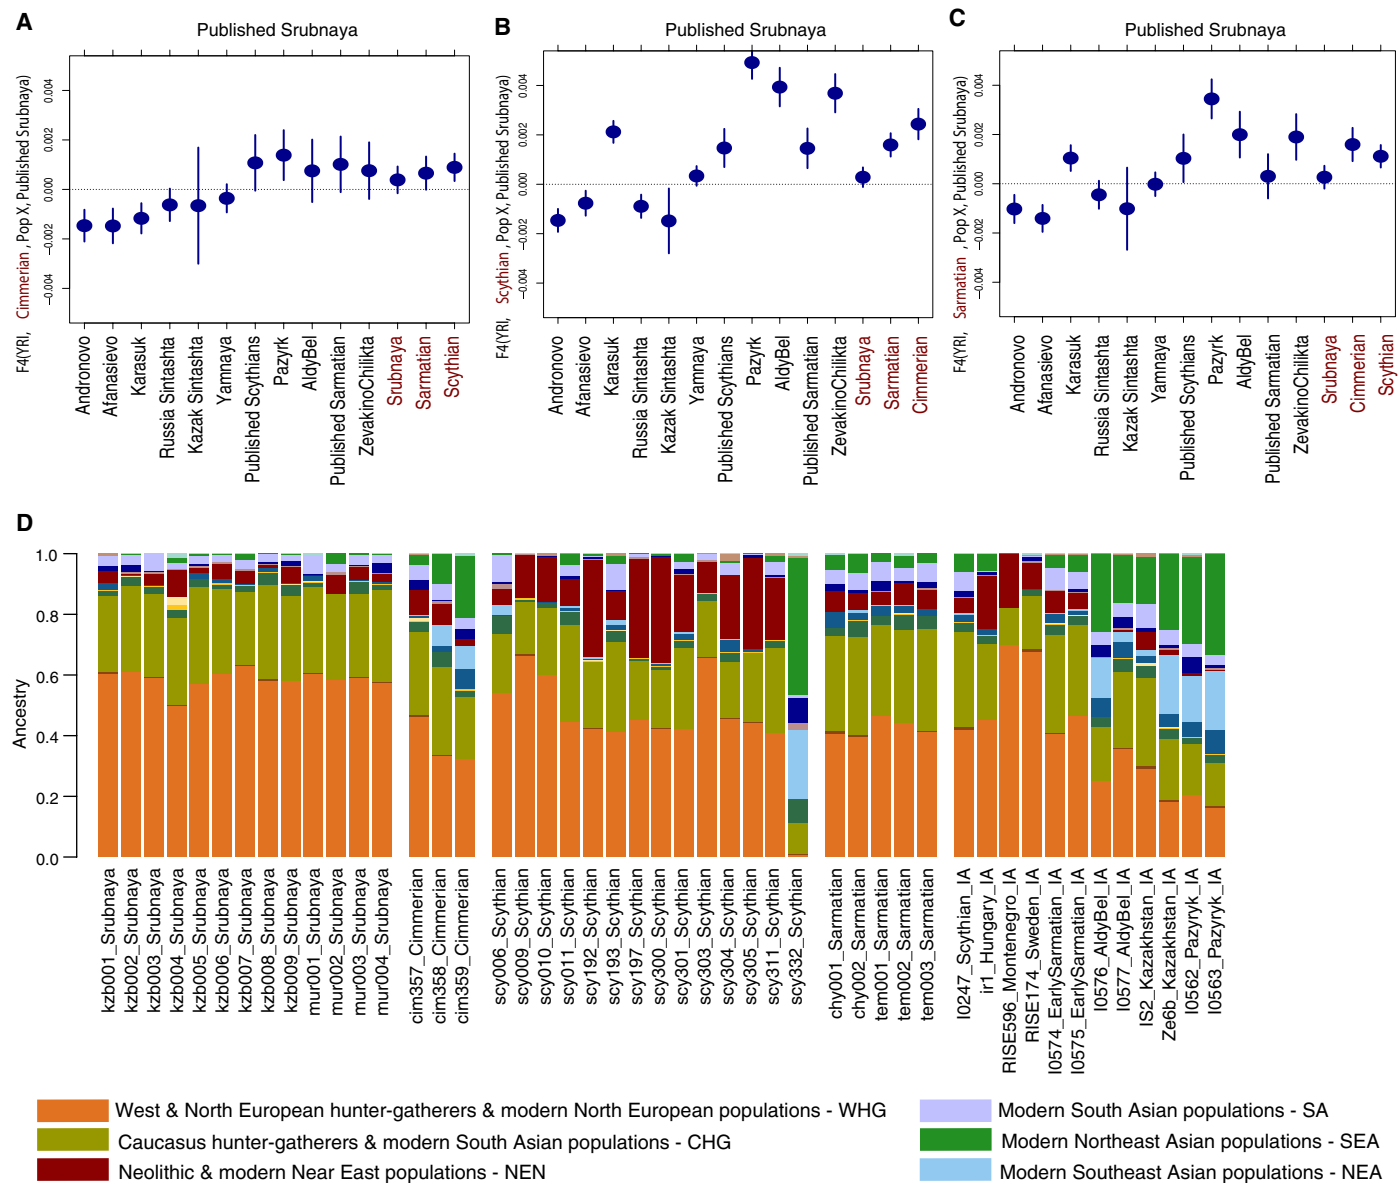 A
Published Srubnaya
F4(YRI, Cimmerian , Pop X, Published Srubnaya)
0.004
0.002
0.000
−0.002
−0.004
Andronovo
Afanasievo
Karasuk
Russia Sintashta
Kazak Sintashta
Yamnaya
Published Scythians
Pazyrk
AldyBel
Published Sarmatian
ZevakinoChilikta
Srubnaya
Sarmatian
Scythian
B
Published Srubnaya
F4(YRI, Scythian , Pop X, Published Srubnaya)
0.004
0.002
0.000
−0.002
−0.004
Andronovo
Afanasievo
Karasuk
Russia Sintashta
Kazak Sintashta
Yamnaya
Published Scythians
Pazyrk
AldyBel
Published Sarmatian
ZevakinoChilikta
Srubnaya
Sarmatian
Cimmerian
C
Published Srubnaya
F4(YRI, Sarmatian , Pop X, Published Srubnaya)
0.004
0.002
0.000
−0.002
−0.004
Andronovo
Afanasievo
Karasuk
Russia Sintashta
Kazak Sintashta
Yamnaya
Published Scythians
Pazyrk
AldyBel
Published Sarmatian
ZevakinoChilikta
Srubnaya
Cimmerian
Scythian
D
Ancestry
1.0
0.8
0.6
0.4
0.2
0.0
kzb001_Srubnaya
kzb002_Srubnaya
kzb003_Srubnaya
kzb004_Srubnaya
kzb005_Srubnaya
kzb006_Srubnaya
kzb007_Srubnaya
kzb008_Srubnaya
kzb009_Srubnaya
mur001_Srubnaya
mur002_Srubnaya
mur003_Srubnaya
mur004_Srubnaya
cim357_Cimmerian
cim358_Cimmerian
cim359_Cimmerian
scy006_Scythian
scy009_Scythian
scy010_Scythian
scy011_Scythian
scy192_Scythian
scy193_Scythian
scy197_Scythian
scy300_Scythian
scy301_Scythian
scy303_Scythian
scy304_Scythian
scy305_Scythian
scy311_Scythian
scy332_Scythian
chy001_Sarmatian
chy002_Sarmatian
tem001_Sarmatian
tem002_Sarmatian
tem003_Sarmatian
I0247_Scythian_IA
ir1_Hungary_IA
RISE596_Montenegro_IA
RISE174_Sweden_IA
I0574_EarlySarmatian_IA
I0575_EarlySarmatian_IA
I0576_AldyBel_IA
I0577_AldyBel_IA
IS2_Kazakhstan_IA
Ze6b_Kazakhstan_IA
I0562_Pazyryk_IA
I0563_Pazyryk_IA
West & North European hunter-gatherers & modern North European populations - WHG
Caucasus hunter-gatherers & modern South Asian populations - CHG
Neolithic & modern Near East populations - NEN
Modern South Asian populations - SA
Modern Northeast Asian populations - SEA
Modern Southeast Asian populations - NEA